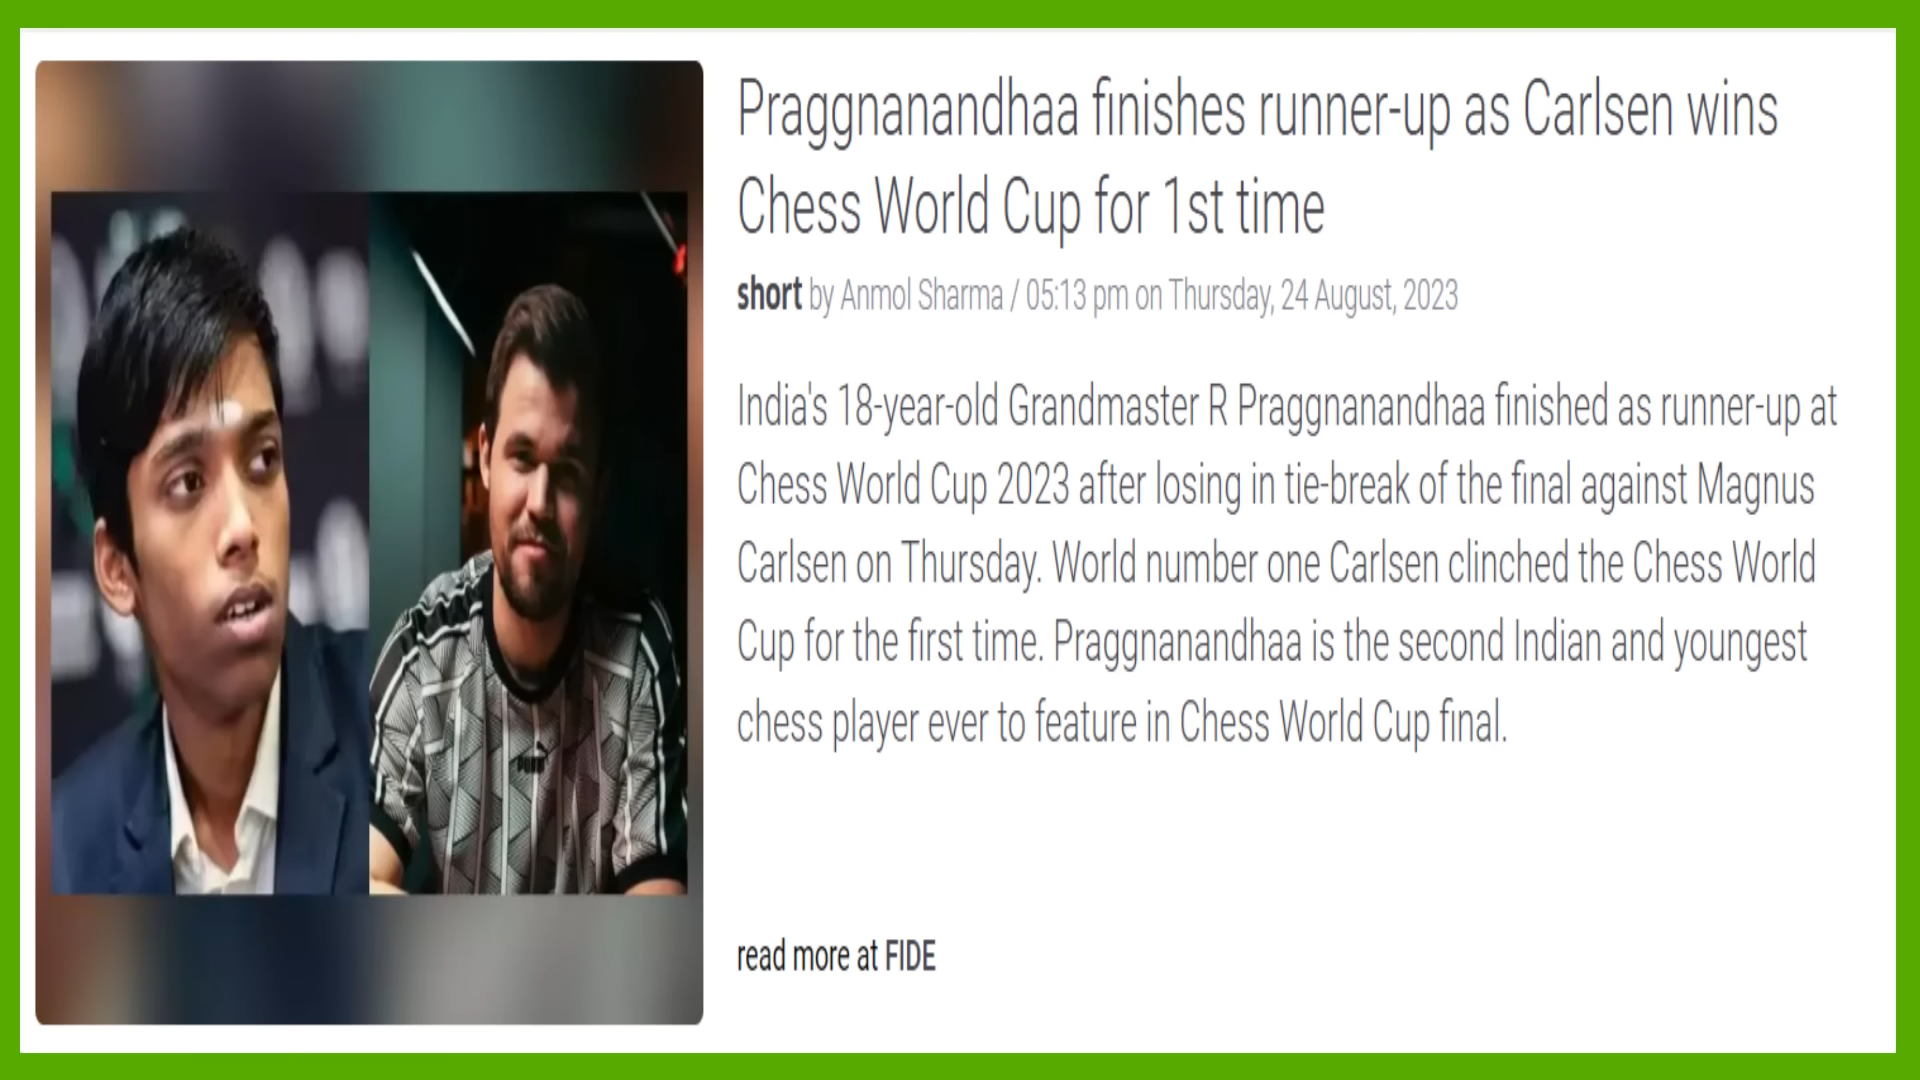 Praggnanandhaa finishes runner-up as Carlsen wins
Chess World Cup for 1st time
short by Anmol Sharma / 05:13 pm on Thursday, 24 August, 2023
India's 18-year-old Grandmaster R Praggnanandhaa finished as runner-up at
Chess World Cup 2023 after losing in tie-break of the final against Magnus
Carlsen on Thursday. World number one Carlsen clinched the Chess World
Cup for the first time. Praggnanandhaa is the second Indian and youngest
chess player ever to feature in Chess World Cup final.
read more at FIDE